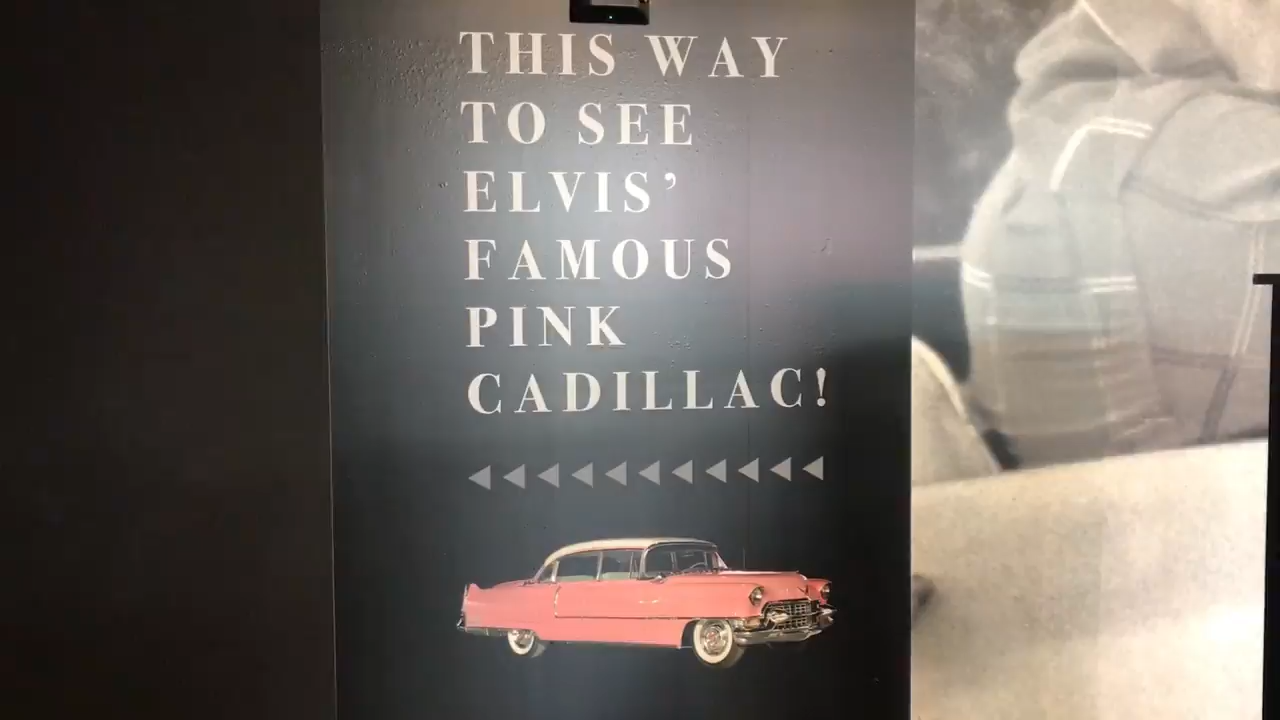 THIS WAY
TO SEE
ELVIS’
FAMOUS
PINK
CADILLAC!